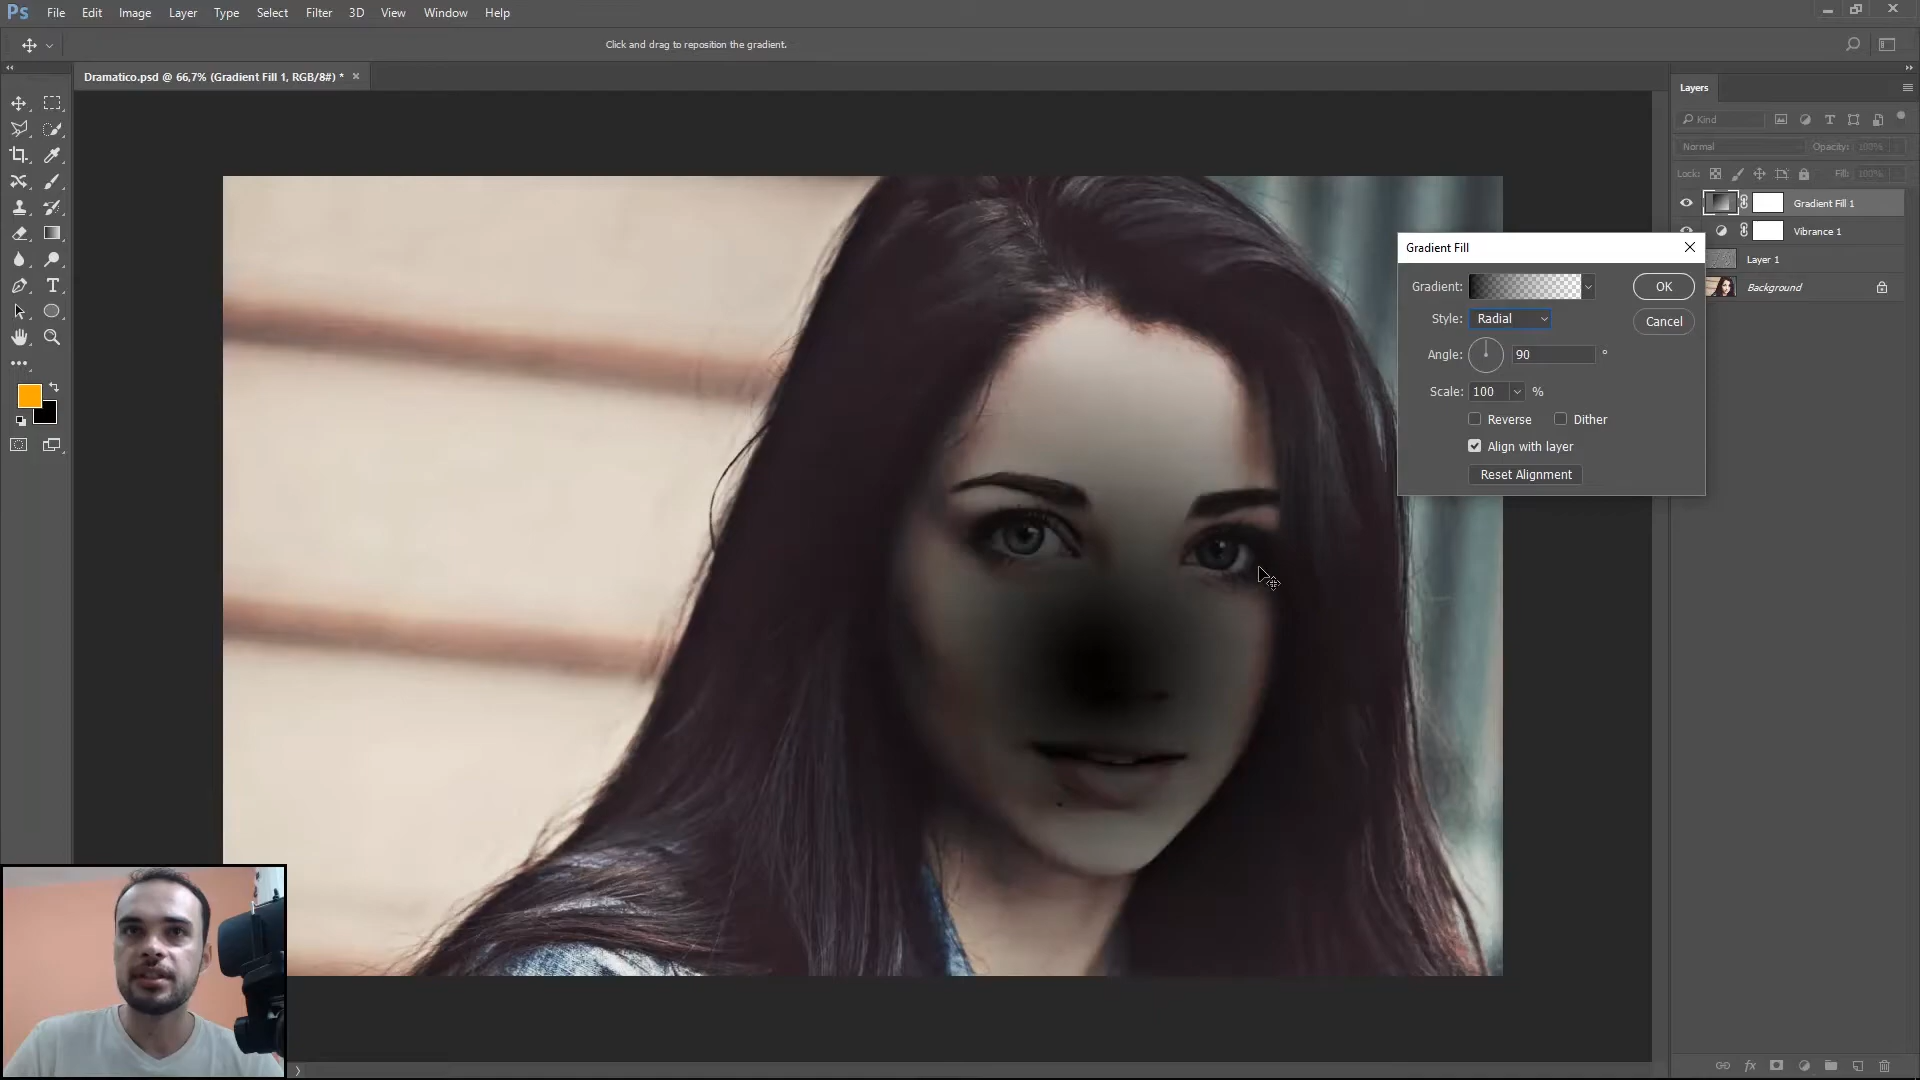 Ps File Edit Image Layer Type Select Filter 3D View Window Help
Click and drag to reposition the gradient.
Dramatico.psd @ 66,7% (Gradient Fill 1, RGB/8#) * ×
Layers
Kind
Normal Opacity: 100%
Lock: Fill: 100%
Gradient Fill 1
Vibrance 1
Layer 1
Background
Gradient Fill
Gradient: OK
Style: Radial Cancel
Angle: 90 °
Scale: 100 %
Reverse Dither
Align with layer
Reset Alignment